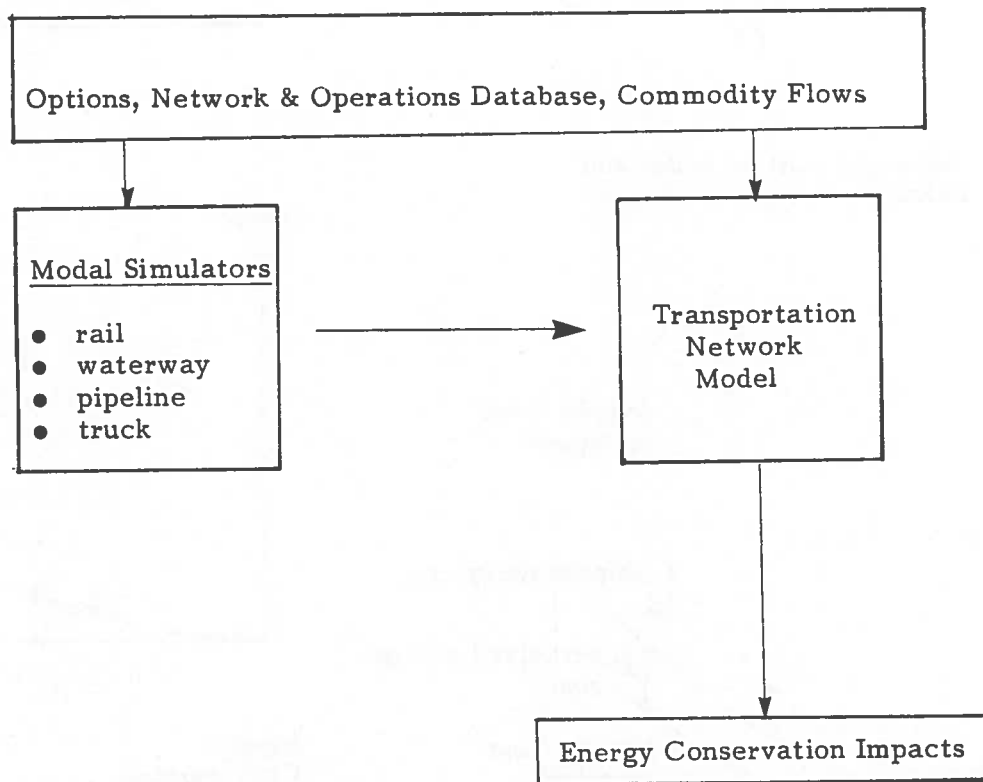 Options, Network & Operations Database, Commodity Flows
Modal Simulators
● rail
● waterway
● pipeline
● truck
Transportation
Network
Model
Energy Conservation Impacts